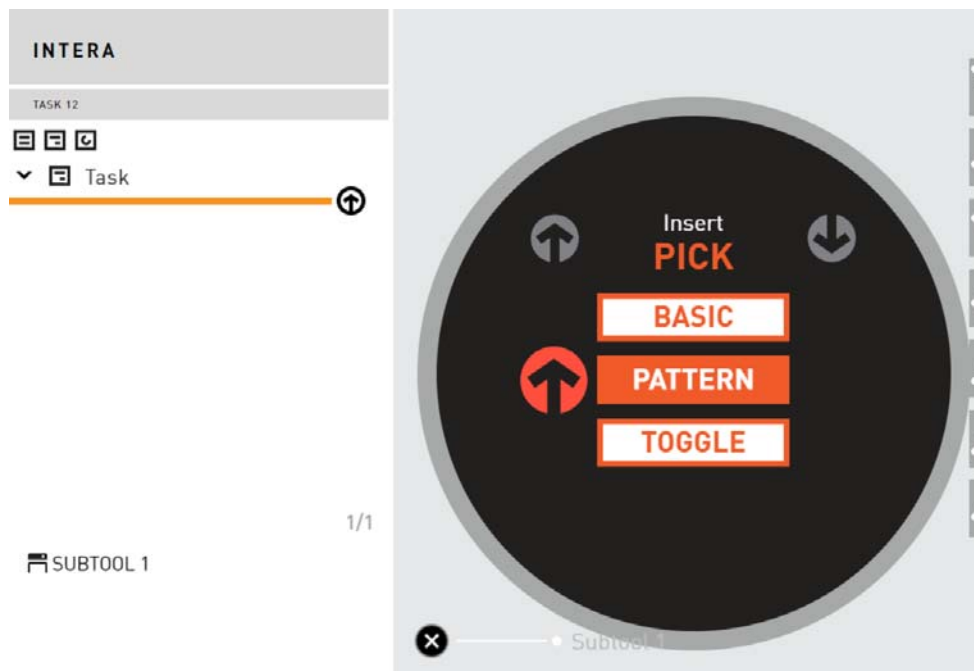 INTERA
TASK 12
Task
1/1
SUBTOOL 1
Insert
PICK
BASIC
PATTERN
TOGGLE
Subtool 1